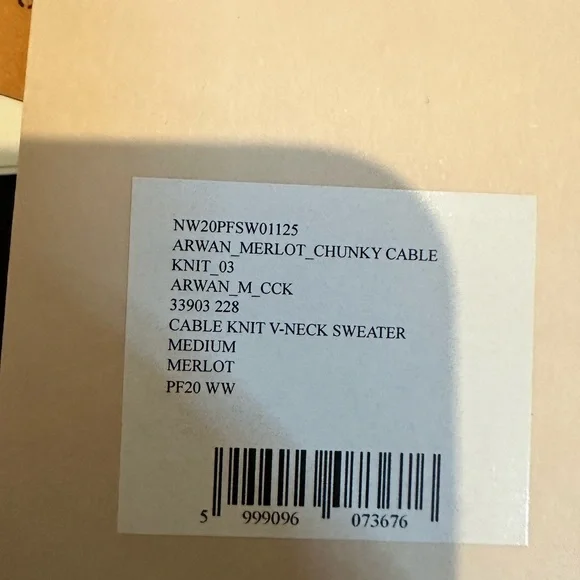 NW20PFSW01125
ARWAN_MERLOT_CHUNKY CABLE
KNIT_03
ARWAN_M_CCK
33903 228
CABLE KNIT V-NECK SWEATER
MEDIUM
MERLOT
PF20 WW
5 999096 073676